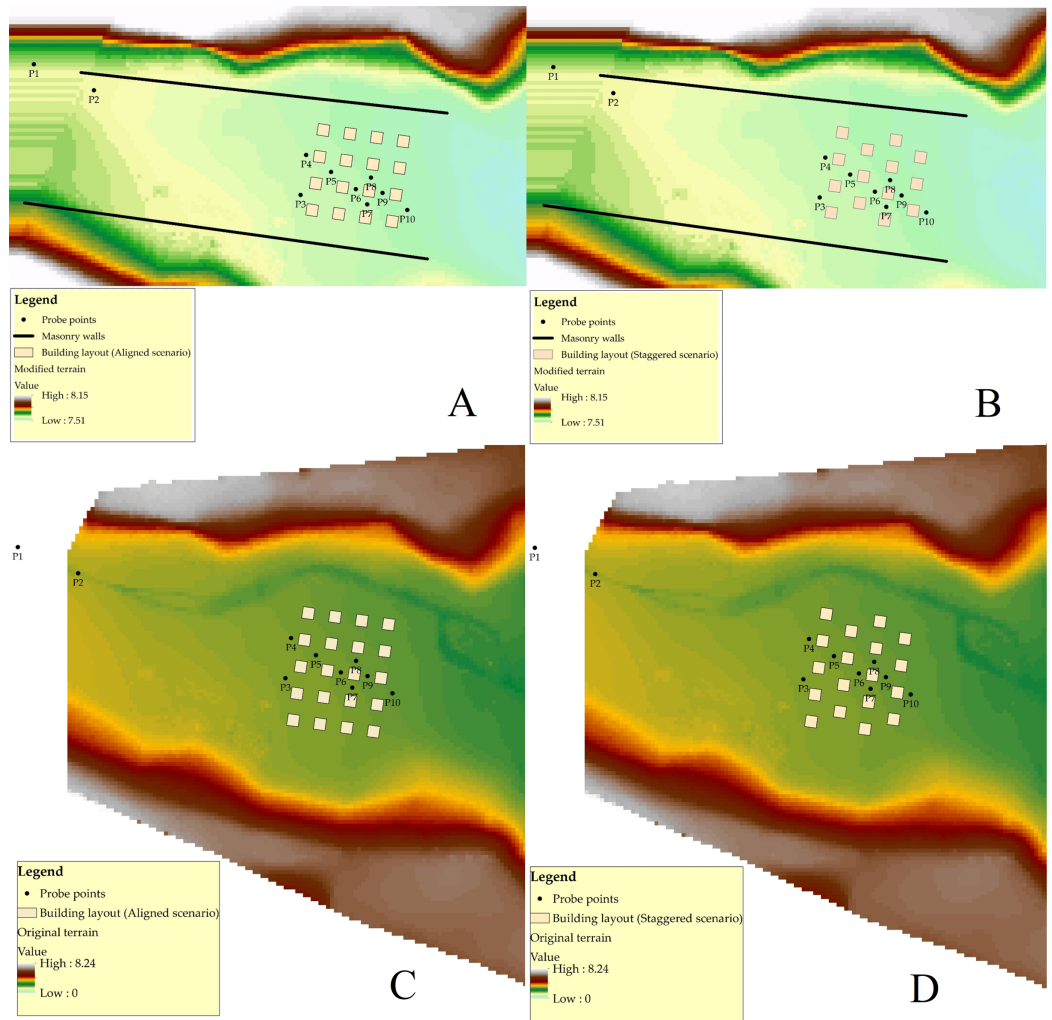 P1
P2
P4
P5
P8
P3
P6
P9
P7
P10
Legend
Probe points
Masonry walls
Building layout (Aligned scenario)
Modified terrain
Value
High : 8.15
Low : 7.51
A
P1
P2
P4
P5
P8
P3
P6
P9
P7
P10
Legend
Probe points
Masonry walls
Building layout (Staggered scenario)
Modified terrain
Value
High : 8.15
Low : 7.51
B
P1
P2
P4
P5
P8
P3
P6
P9
P7
P10
Legend
Probe points
Building layout (Aligned scenario)
Original terrain
Value
High : 8.24
Low : 0
C
P1
P2
P4
P5
P8
P3
P6
P9
P7
P10
Legend
Probe points
Building layout (Staggered scenario)
Original terrain
Value
High : 8.24
Low : 0
D